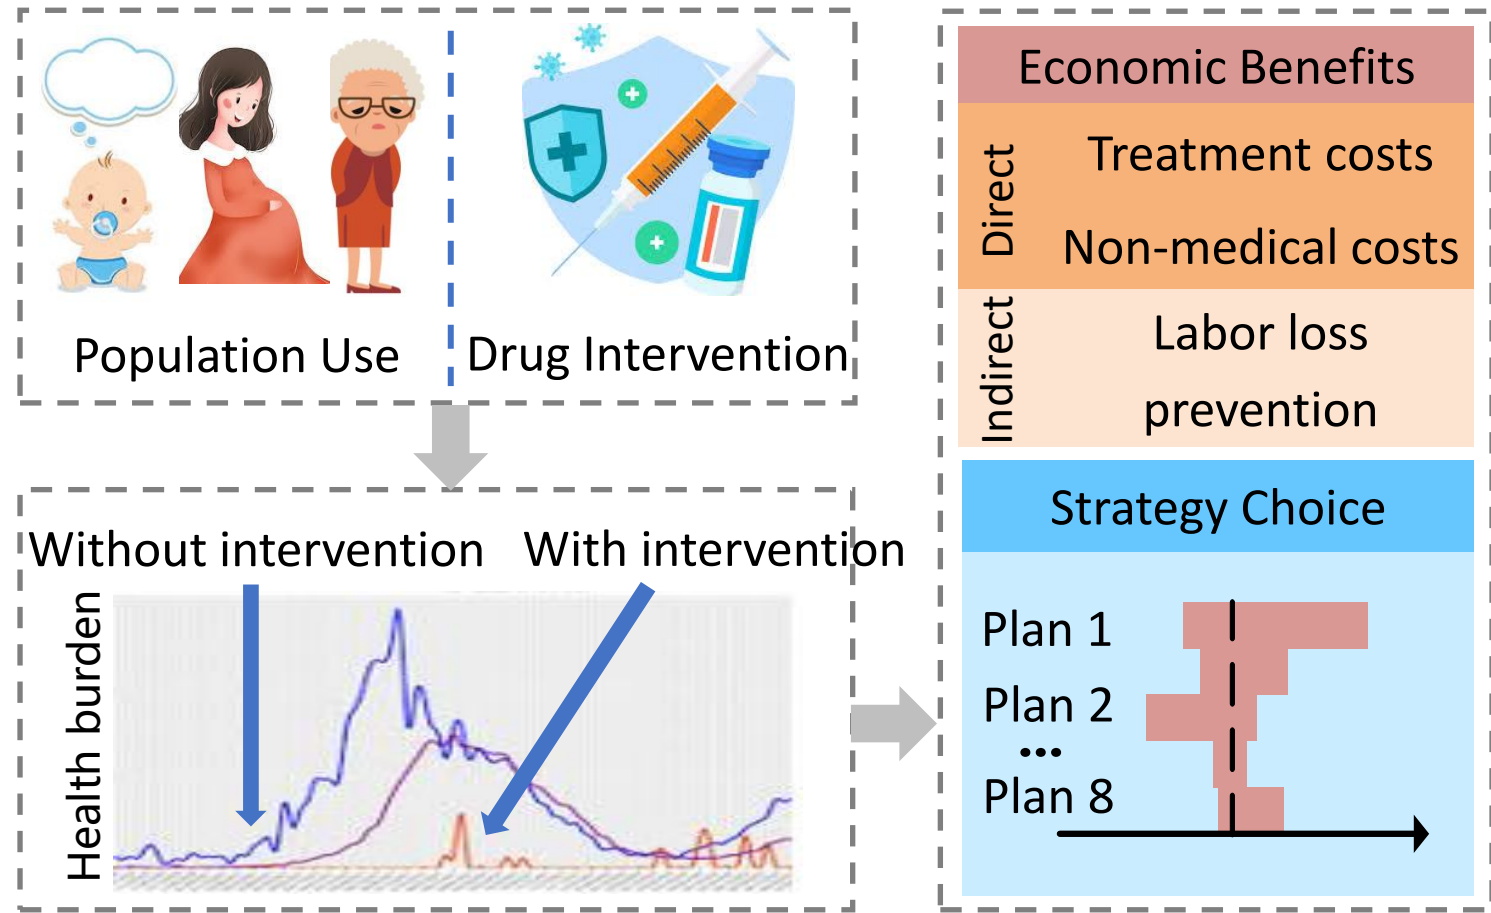 Population Use
Drug Intervention
Without intervention
With intervention
Health burden
Economic Benefits
Direct
Treatment costs
Non-medical costs
Indirect
Labor loss
prevention
Strategy Choice
Plan 1
Plan 2
...
Plan 8